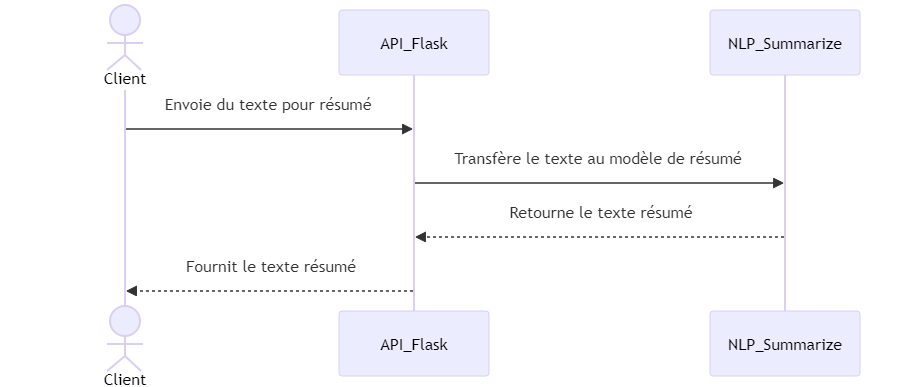 API_Flask
NLP_Summarize
Client
Envoie du texte pour résumé
Transfère le texte au modèle de résumé
Retourne le texte résumé
Fournit le texte résumé
API_Flask
NLP_Summarize
Client